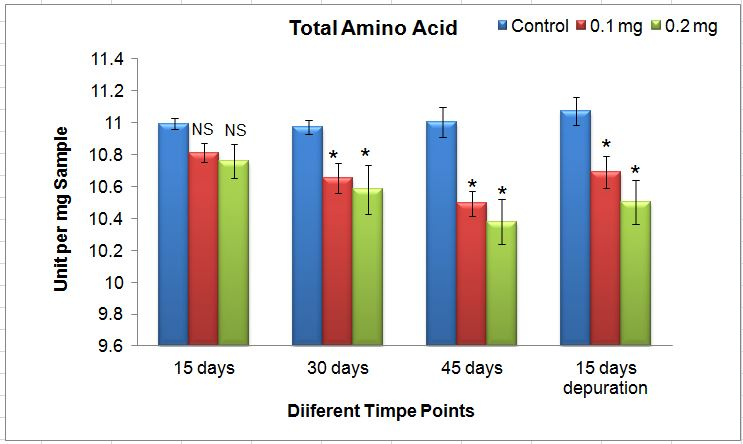 Total Amino Acid
Control 0.1 mg 0.2 mg
11.4
11.2
11
10.8
10.6
10.4
10.2
10
9.8
9.6
Unit per mg Sample
NS NS
* *
* *
* *
15 days 30 days 45 days 15 days
depuration
Diiferent Timpe Points